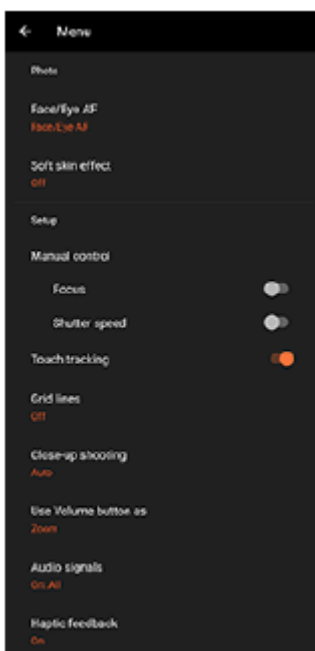 Menu
Photo
Face/Eye AF
Face/Eye AF
Soft skin effect
Off
Setup
Manual control
Focus
Shutter speed
Touch tracking
Grid lines
Off
Close-up shooting
Auto
Use Volume button as
Zoom
Audio signals
On: All
Haptic feedback
On